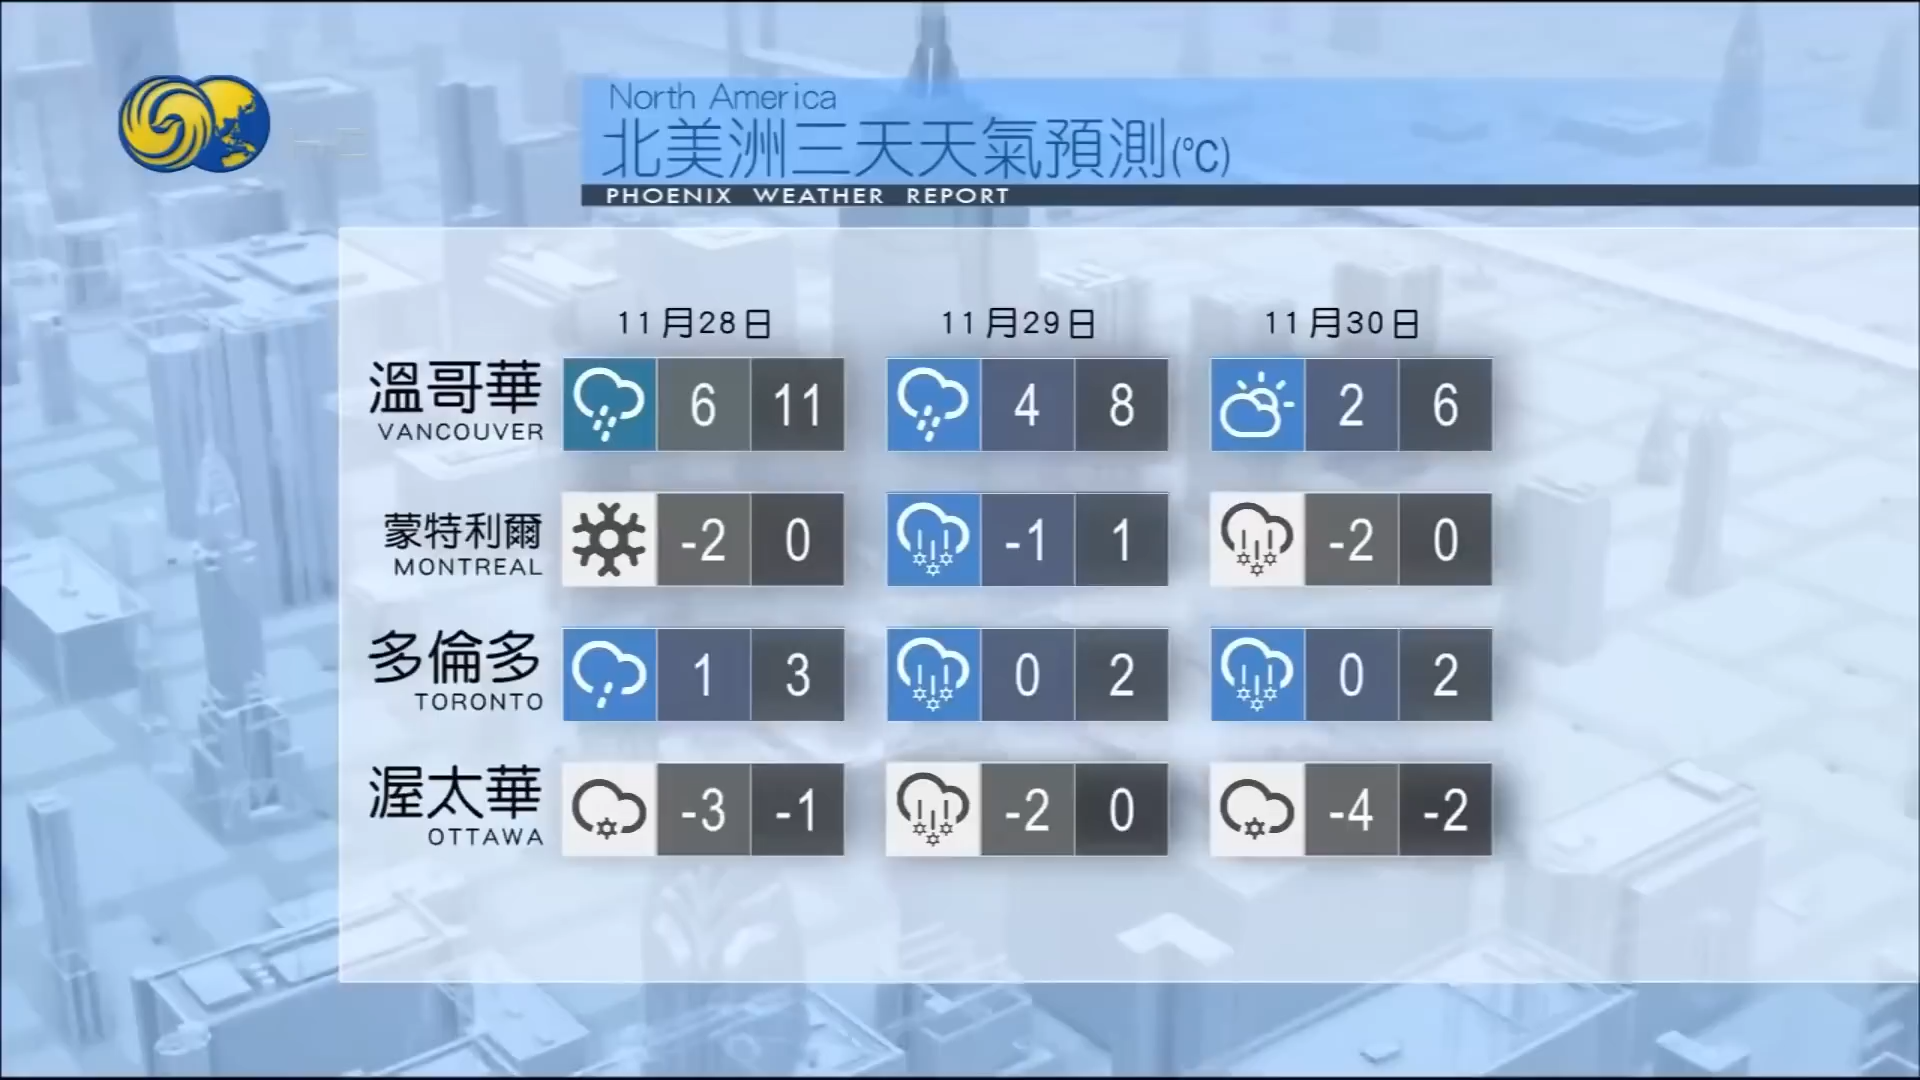 North America
北美洲三天天氣預測(℃)
PHOENIX WEATHER REPORT
11月28日 11月29日 11月30日
溫哥華 6 11 4 8 2 6
VANCOUVER
蒙特利爾 -2 0 -1 1 -2 0
MONTREAL
多倫多 1 3 0 2 0 2
TORONTO
渥太華 -3 -1 -2 0 -4 -2
OTTAWA